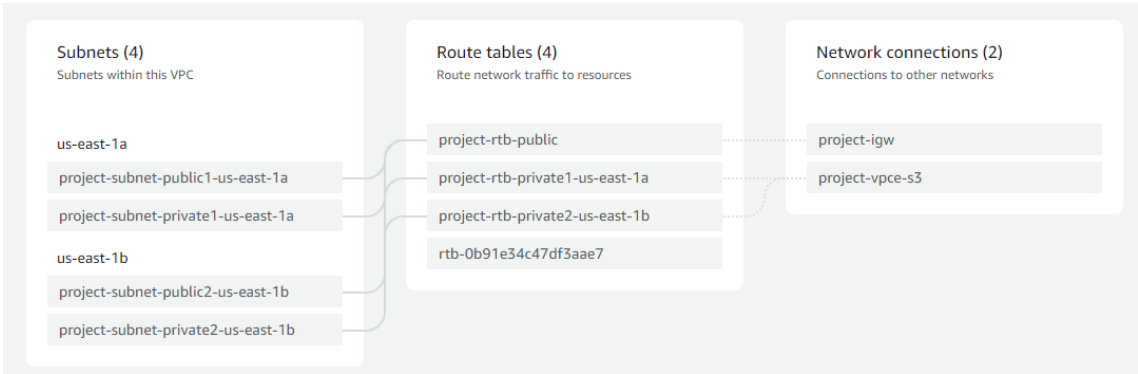 Subnets (4)
Subnets within this VPC
us-east-1a
project-subnet-public1-us-east-1a
project-subnet-private1-us-east-1a
us-east-1b
project-subnet-public2-us-east-1b
project-subnet-private2-us-east-1b
Route tables (4)
Route network traffic to resources
project-rtb-public
project-rtb-private1-us-east-1a
project-rtb-private2-us-east-1b
rtb-0b91e34c47df3aae7
Network connections (2)
Connections to other networks
project-igw
project-vpce-s3